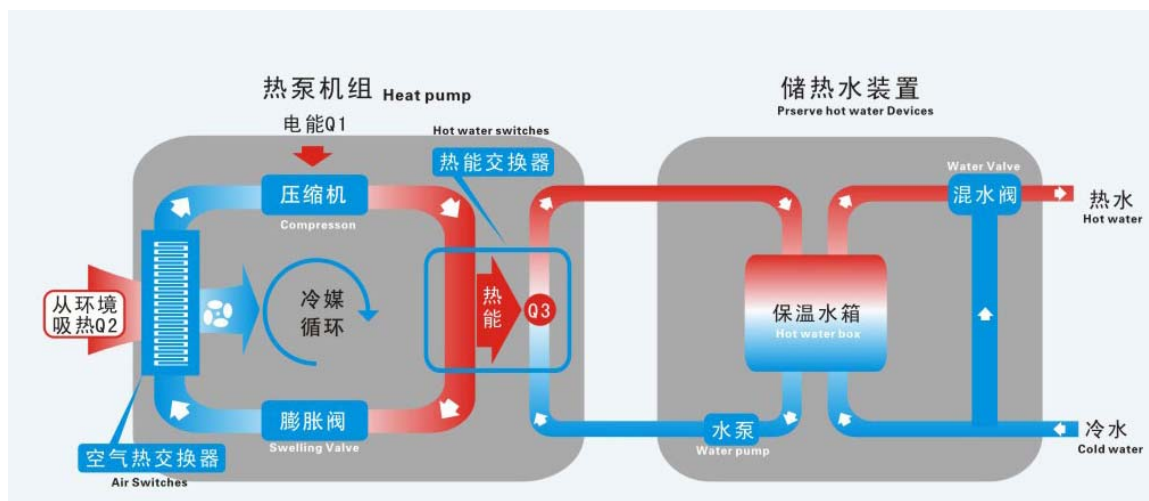 热泵机组 Heat pump
储热水装置
Prserve hot water Devices
电能Q1
Hot water switches
热能交换器
Water Valve
压缩机
Compresson
混水阀
热水
Hot water
从环境
吸热Q2
冷媒
循环
热能
Q3
保温水箱
Hot water box
膨胀阀
Swelling Valve
水泵
Water pump
冷水
Cold water
空气热交换器
Air Switches